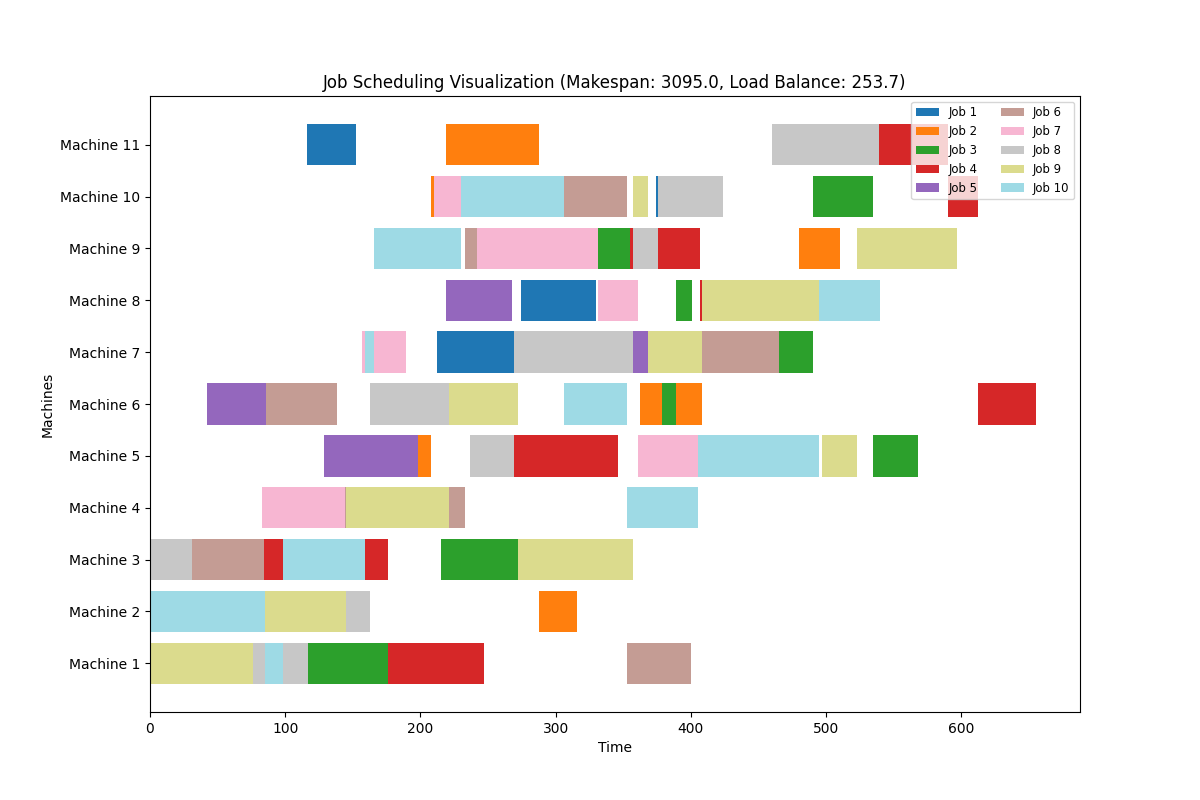 Job Scheduling Visualization (Makespan: 3095.0, Load Balance: 253.7)
Job 1
Job 2
Job 3
Job 4
Job 5
Job 6
Job 7
Job 8
Job 9
Job 10
Machines
Machine 11
Machine 10
Machine 9
Machine 8
Machine 7
Machine 6
Machine 5
Machine 4
Machine 3
Machine 2
Machine 1
0 100 200 300 400 500 600
Time